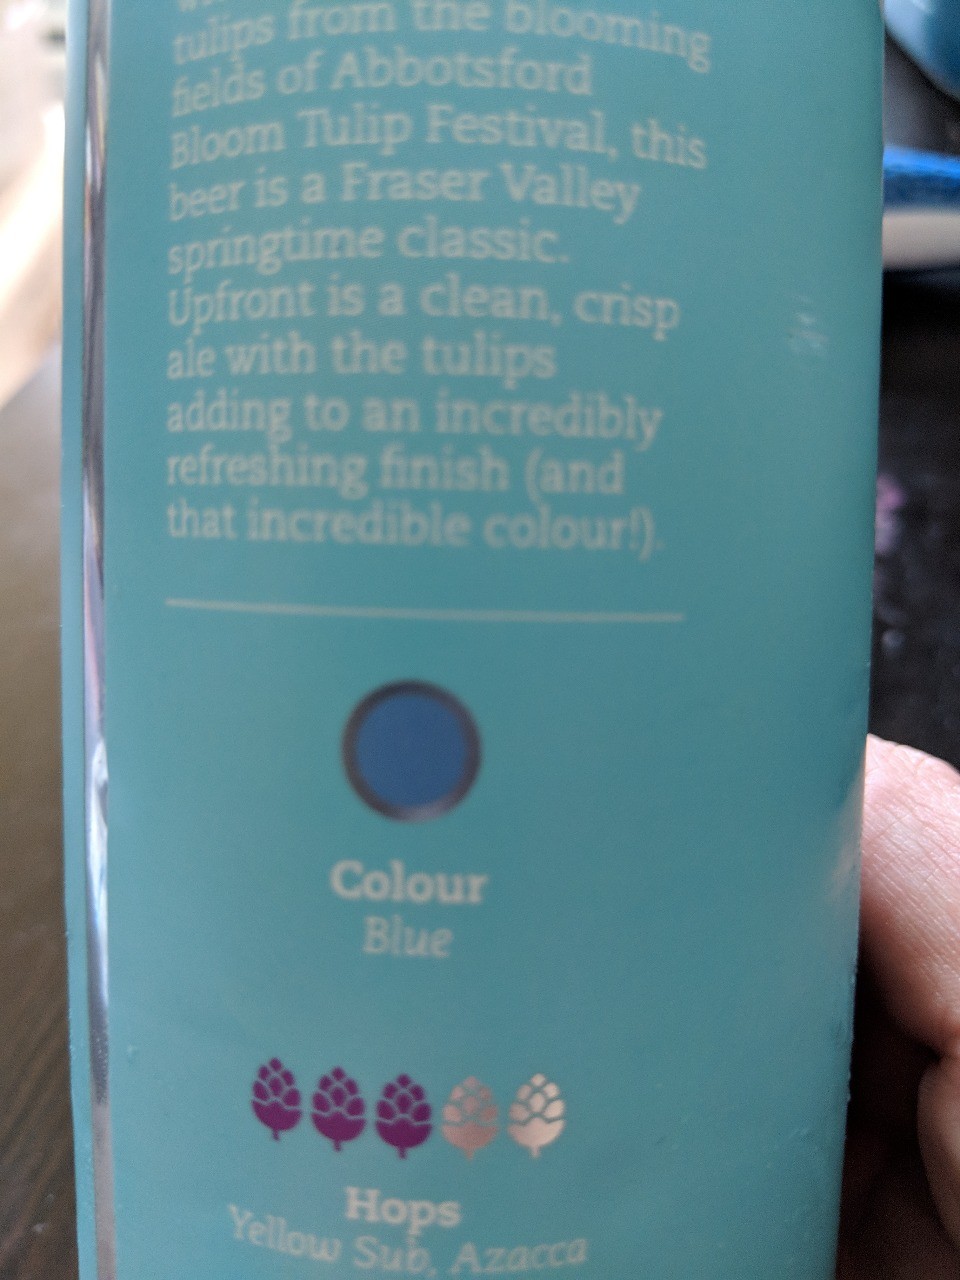 tulips from the blooming
fields of Abbotsford
Bloom Tulip Festival, this
beer is a Fraser Valley
springtime classic.
Upfront is a clean, crisp
ale with the tulips
adding to an incredibly
refreshing finish (and
that incredible colour!).
Colour
Blue
Hops
Yellow Sub, Azacca